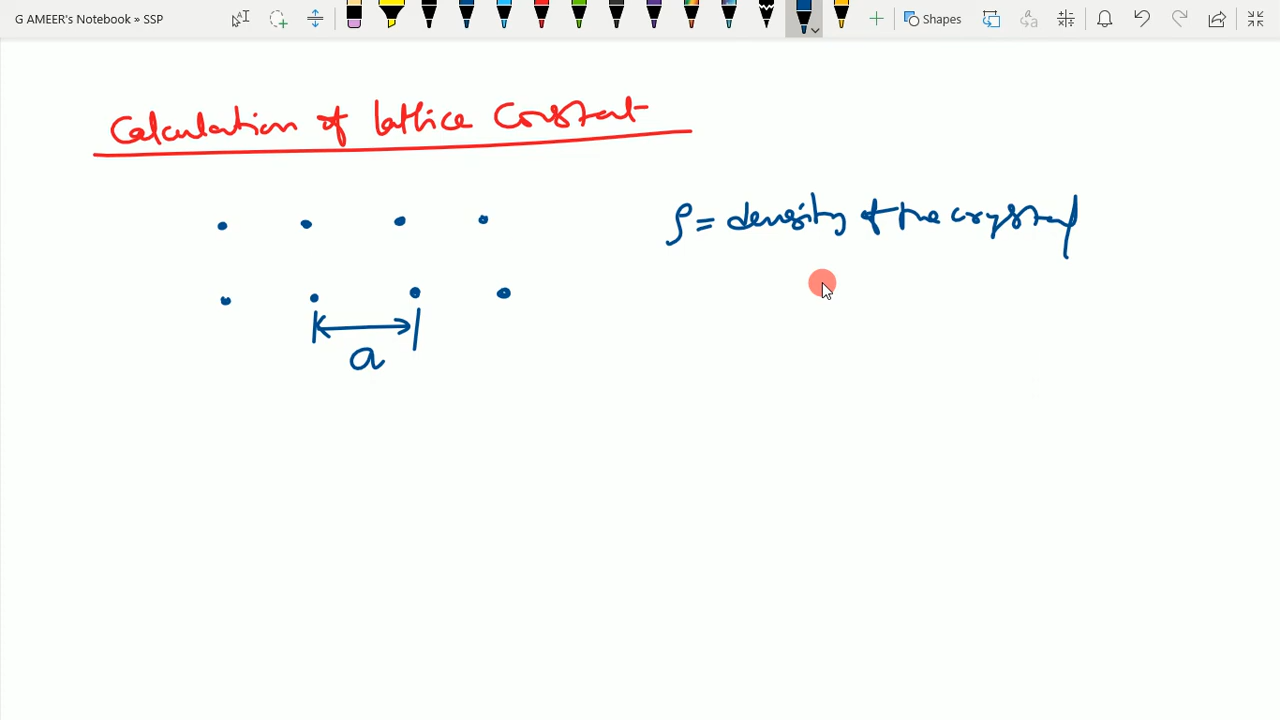 G AMEER's Notebook » SSP
Shapes
Calculation of lattice Constant
ρ = density of the crystal
a